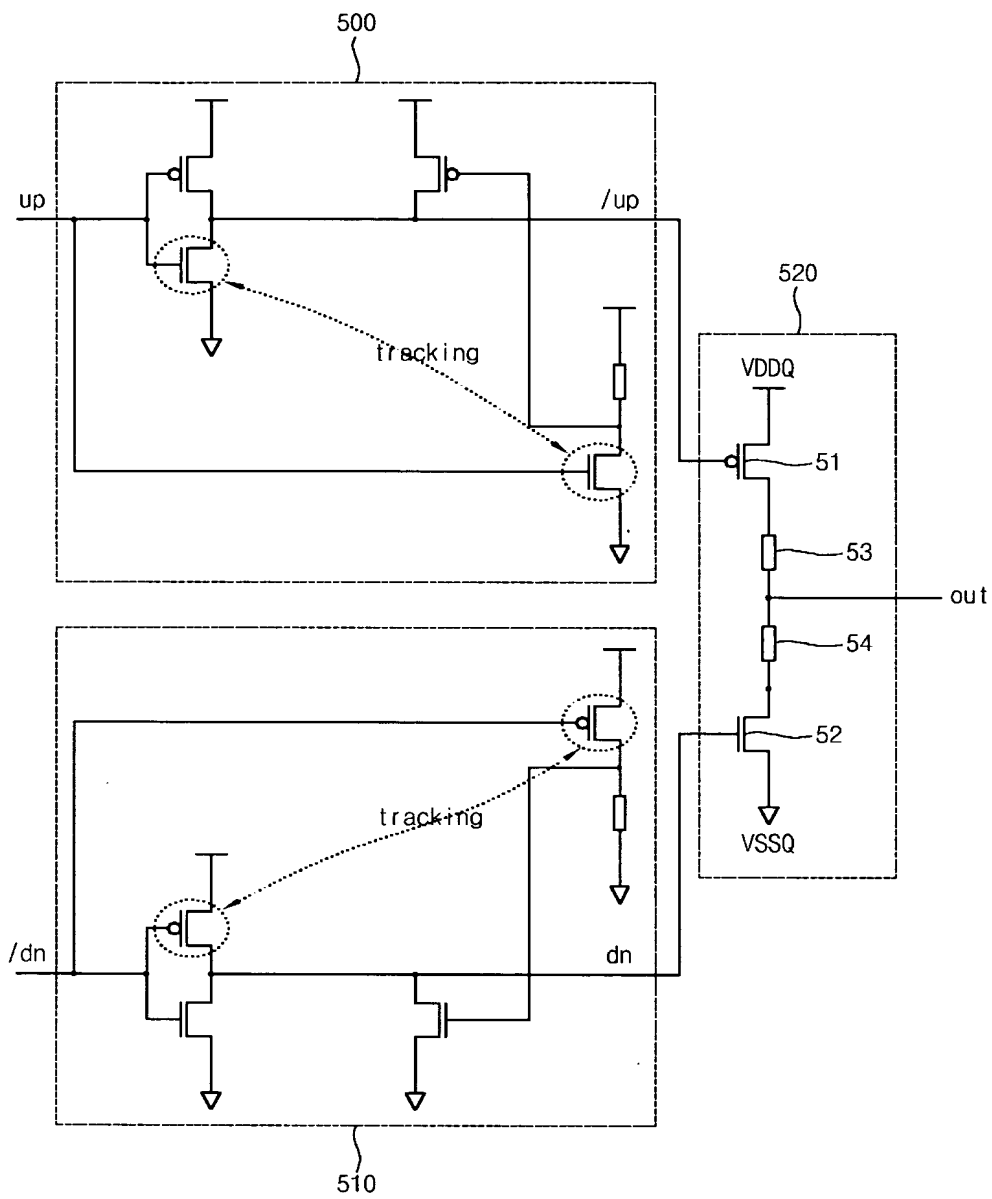 500
up
/up
tracking
520
VDDQ
51
53
out
54
52
VSSQ
tracking
/dn
dn
510